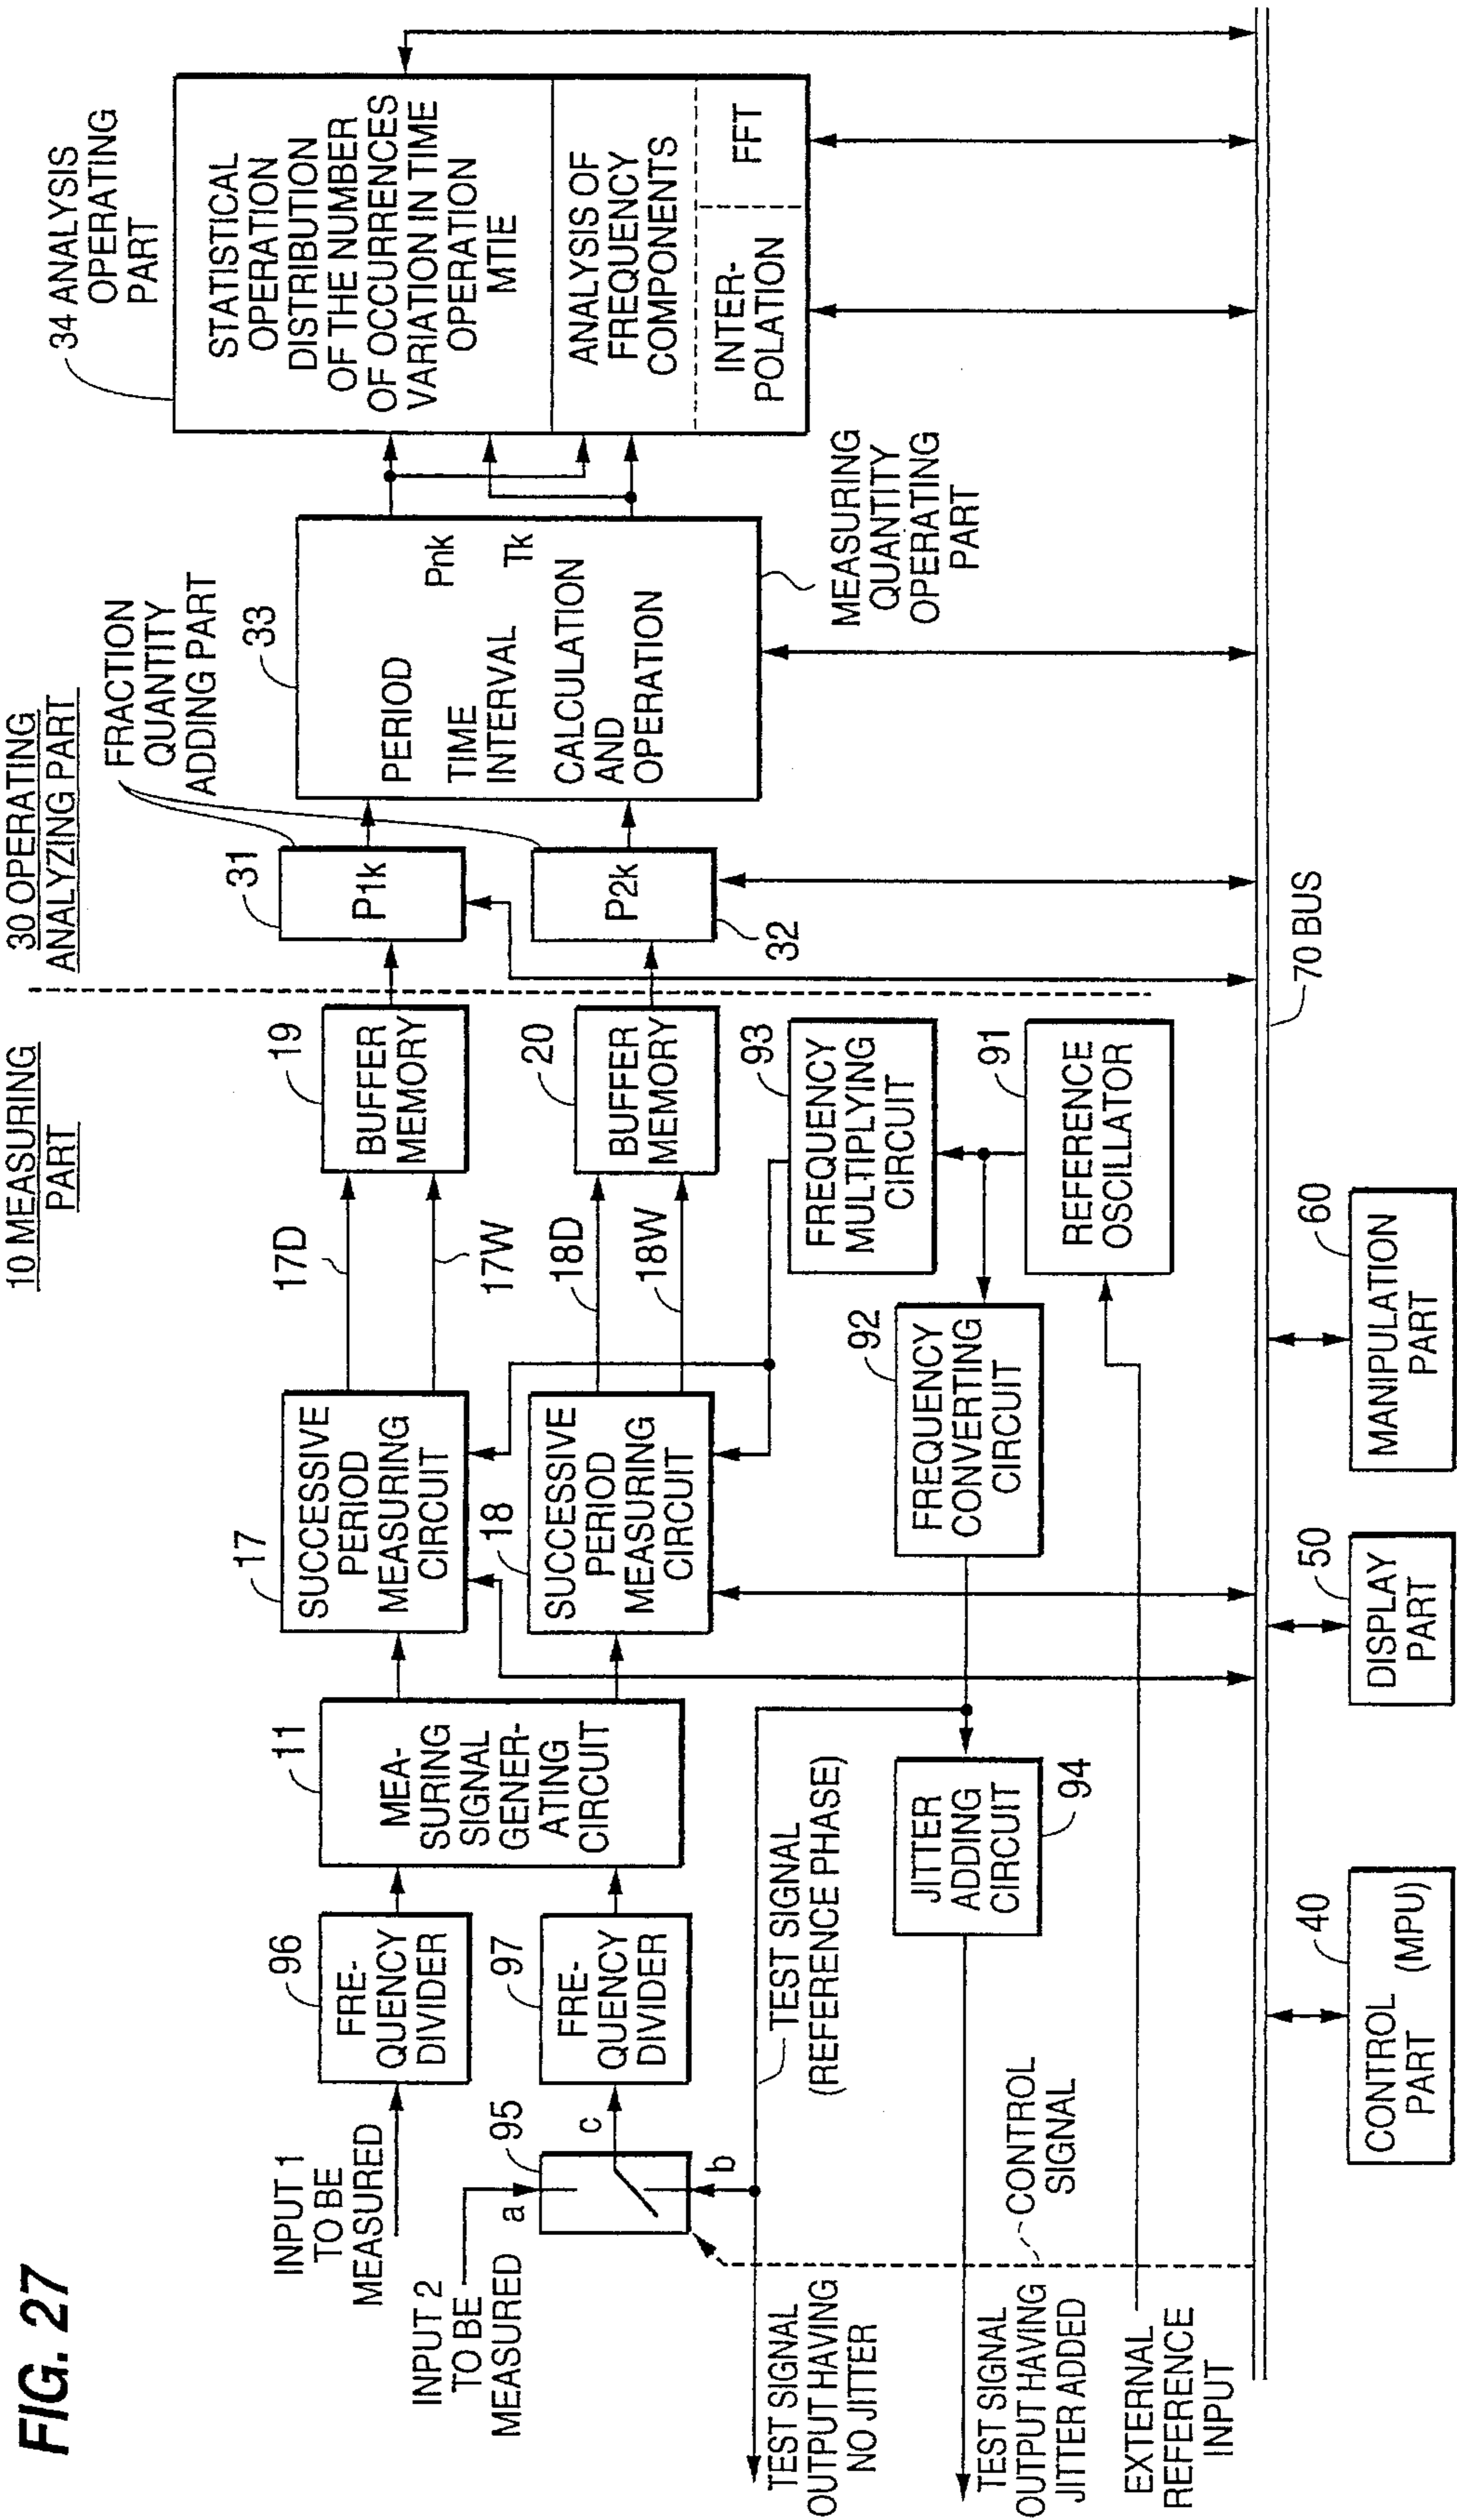 FIG. 27
10 MEASURING
PART
30 OPERATING
ANALYZING PART
INPUT 1
TO BE
MEASURED
96
FRE-
QUENCY
DIVIDER
11
MEA-
SURING
SIGNAL
GENER-
ATING
CIRCUIT
17
SUCCESSIVE
PERIOD
MEASURING
CIRCUIT
17D
17W
19
BUFFER
MEMORY
31
P1k
FRACTION
QUANTITY
ADDING PART
33
PERIOD
Pnk
TIME
INTERVAL
Tk
CALCULATION
AND
OPERATION
MEASURING
QUANTITY
OPERATING
PART
34 ANALYSIS
OPERATING
PART
STATISTICAL
OPERATION
DISTRIBUTION
OF THE NUMBER
OF OCCURRENCES
VARIATION IN TIME
OPERATION
MTIE
ANALYSIS OF
FREQUENCY
COMPONENTS
INTER-
POLATION
FFT
INPUT 2
TO BE
MEASURED
a
95
c
b
97
FRE-
QUENCY
DIVIDER
18
SUCCESSIVE
PERIOD
MEASURING
CIRCUIT
18D
18W
20
BUFFER
MEMORY
P2k
32
TEST SIGNAL
OUTPUT HAVING
NO JITTER
TEST SIGNAL
(REFERENCE PHASE)
93
FREQUENCY
MULTIPLYING
CIRCUIT
TEST SIGNAL
OUTPUT HAVING
JITTER ADDED
CONTROL
SIGNAL
JITTER
ADDING
CIRCUIT
94
92
FREQUENCY
CONVERTING
CIRCUIT
91
REFERENCE
OSCILLATOR
EXTERNAL
REFERENCE
INPUT
70 BUS
40
CONTROL
PART (MPU)
50
DISPLAY
PART
60
MANIPULATION
PART